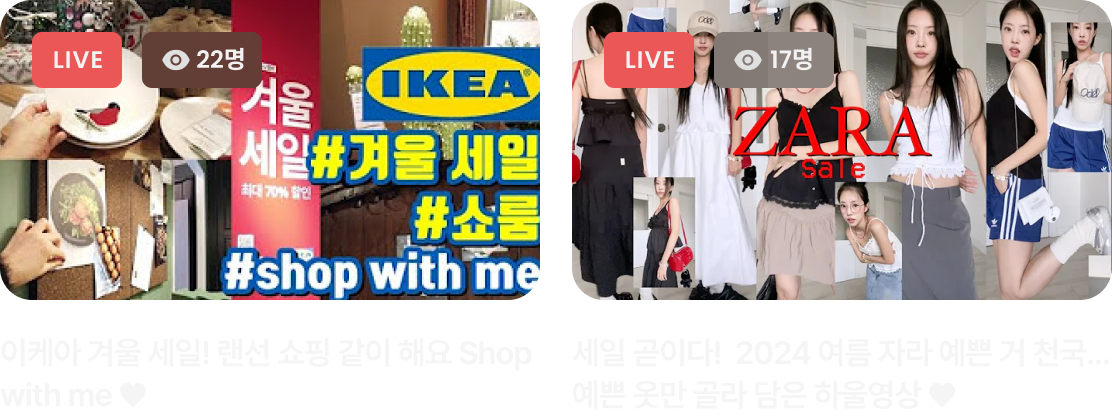 LIVE
22명
겨울
세일
최대 70% 할인
IKEA
#겨울 세일
#쇼룸
#shop with me
이케아 겨울 세일! 랜선 쇼핑 같이 해요 Shop
with me ♥
LIVE
17명
ZARA
Sale
세일 곧이다! 2024 여름 자라 예쁜 거 천국...
예쁜 옷만 골라 담은 하울영상 ♥